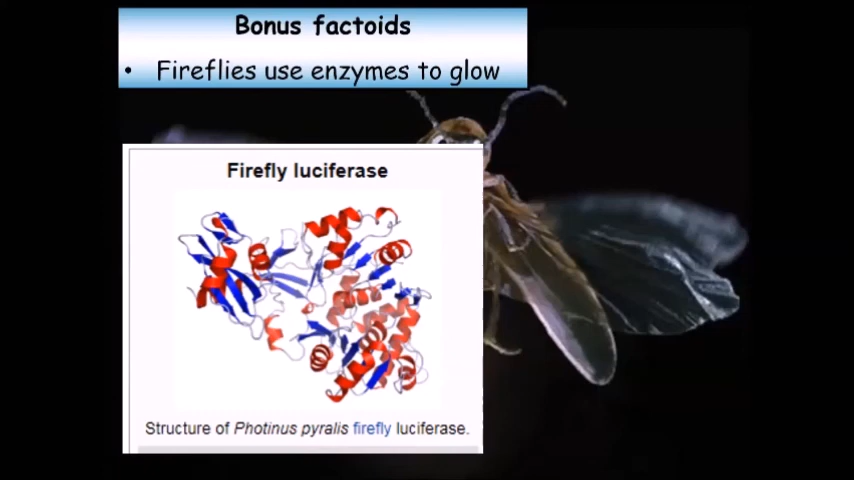 Bonus factoids
• Fireflies use enzymes to glow
Firefly luciferase
Structure of Photinus pyralis firefly luciferase.